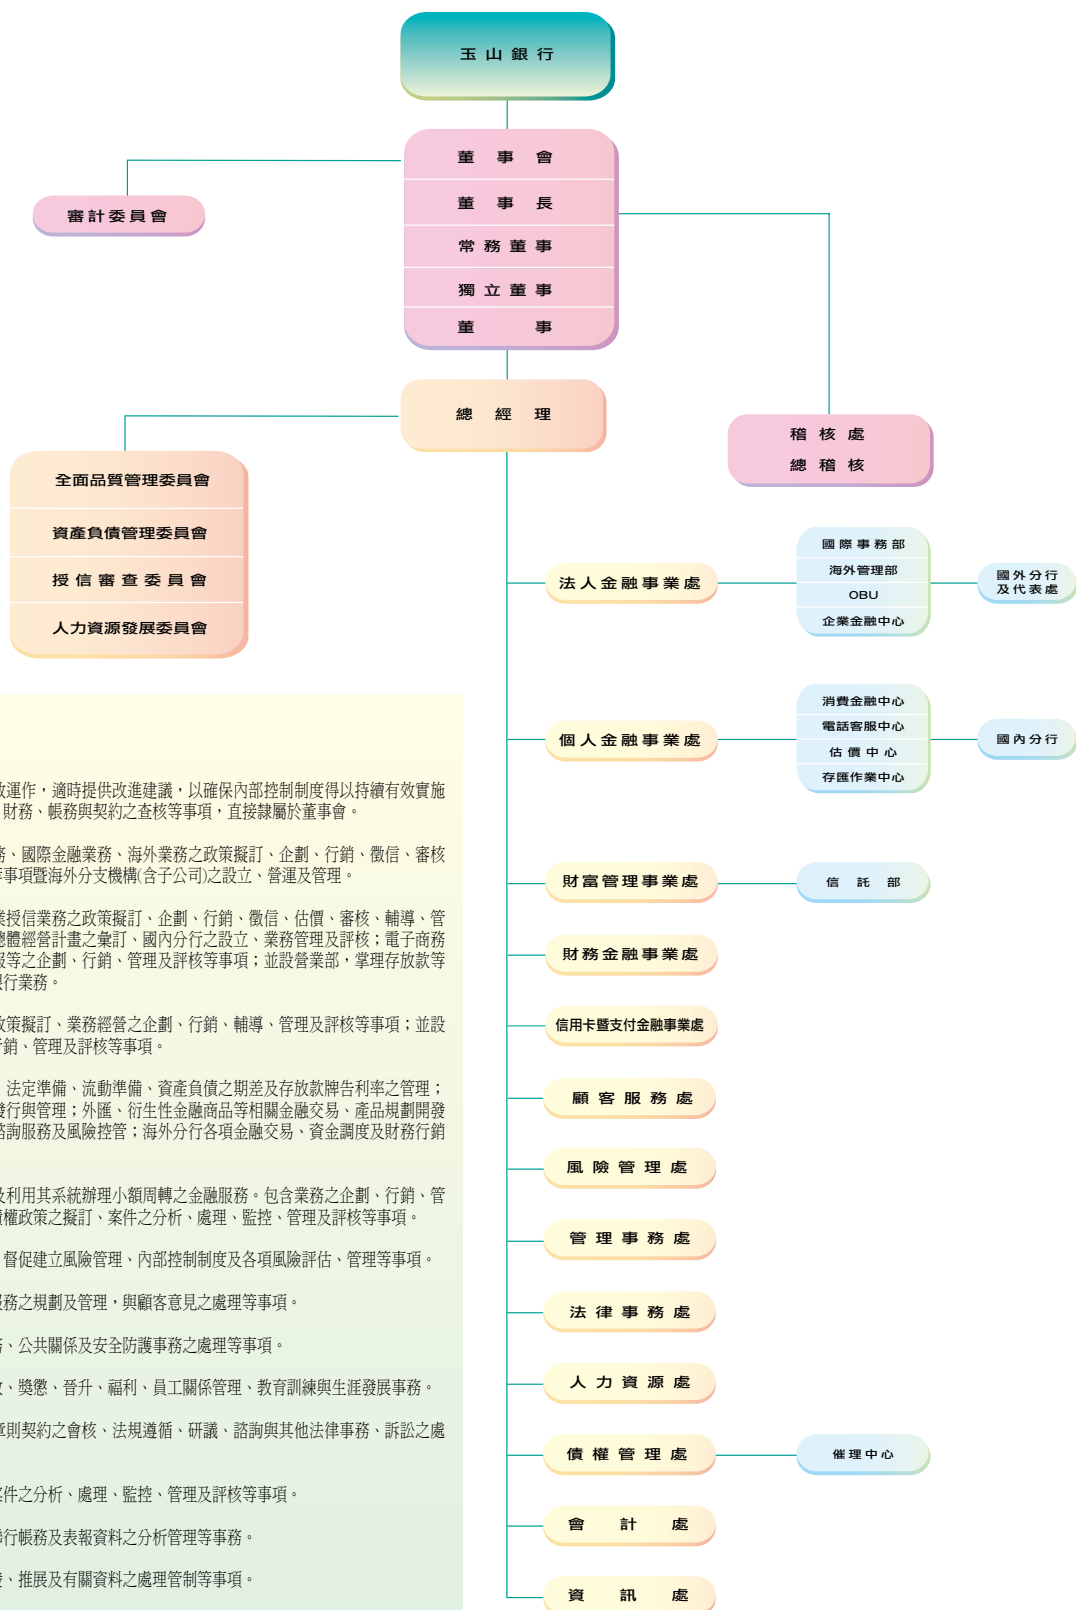 玉山銀行
董事會
董事長
常務董事
獨立董事
董事
審計委員會
總經理
稽核處
總稽核
全面品質管理委員會
資產負債管理委員會
授信審查委員會
人力資源發展委員會
法人金融事業處
國際事務部
海外管理部
OBU
企業金融中心
國外分行
及代表處
個人金融事業處
消費金融中心
電話客服中心
估價中心
存匯作業中心
國內分行
財富管理事業處
信託部
財務金融事業處
信用卡暨支付金融事業處
顧客服務處
風險管理處
管理事務處
法律事務處
人力資源處
債權管理處
催理中心
會計處
資訊處
效運作，適時提供改進建議，以確保內部控制制度得以持續有效實施
、財務、帳務與契約之查核等事項，直接隸屬於董事會。
務、國際金融業務、海外業務之政策擬訂、企劃、行銷、徵信、審核
等事項暨海外分支機構(含子公司)之設立、營運及管理。
業授信業務之政策擬訂、企劃、行銷、徵信、估價、審核、輔導、管
總體經營計畫之彙訂、國內分行之設立、業務管理及評核；電子商務
服等之企劃、行銷、管理及評核等事項；並設營業部，掌理存放款等
銀行業務。
政策擬訂、業務經營之企劃、行銷、輔導、管理及評核等事項；並設
行銷、管理及評核等事項。
、法定準備、流動準備、資產負債之期差及存放款牌告利率之管理；
發行與管理；外匯、衍生性金融商品等相關金融交易、產品規劃開發
諮詢服務及風險控管；海外分行各項金融交易、資金調度及財務行銷
及利用其系統辦理小額周轉之金融服務。包含業務之企劃、行銷、管
債權政策之擬訂、案件之分析、處理、監控、管理及評核等事項。
，督促建立風險管理、內部控制制度及各項風險評估、管理等事項。
服務之規劃及管理，與顧客意見之處理等事項。
務、公共關係及安全防護事務之處理等事項。
效、獎懲、晉升、福利、員工關係管理、教育訓練與生涯發展事務。
章則契約之會核、法規遵循、研議、諮詢與其他法律事務、訴訟之處
案件之分析、處理、監控、管理及評核等事項。
聯行帳務及表報資料之分析管理等事務。
發、推展及有關資料之處理管制等事項。